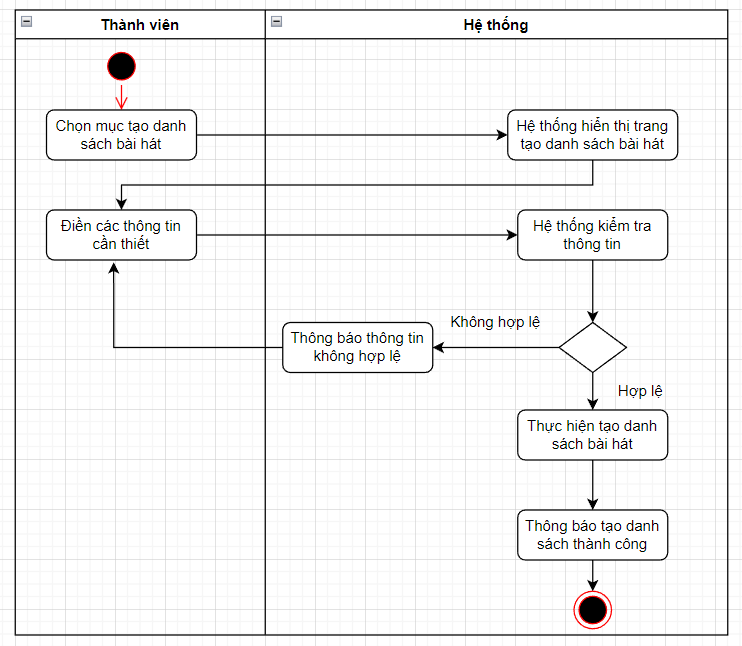 Thành viên
Hệ thống
Chọn mục tạo danh
sách bài hát
Hệ thống hiển thị trang
tạo danh sách bài hát
Điền các thông tin
cần thiết
Hệ thống kiểm tra
thông tin
Không hợp lệ
Thông báo thông tin
không hợp lệ
Hợp lệ
Thực hiện tạo danh
sách bài hát
Thông báo tạo danh
sách thành công